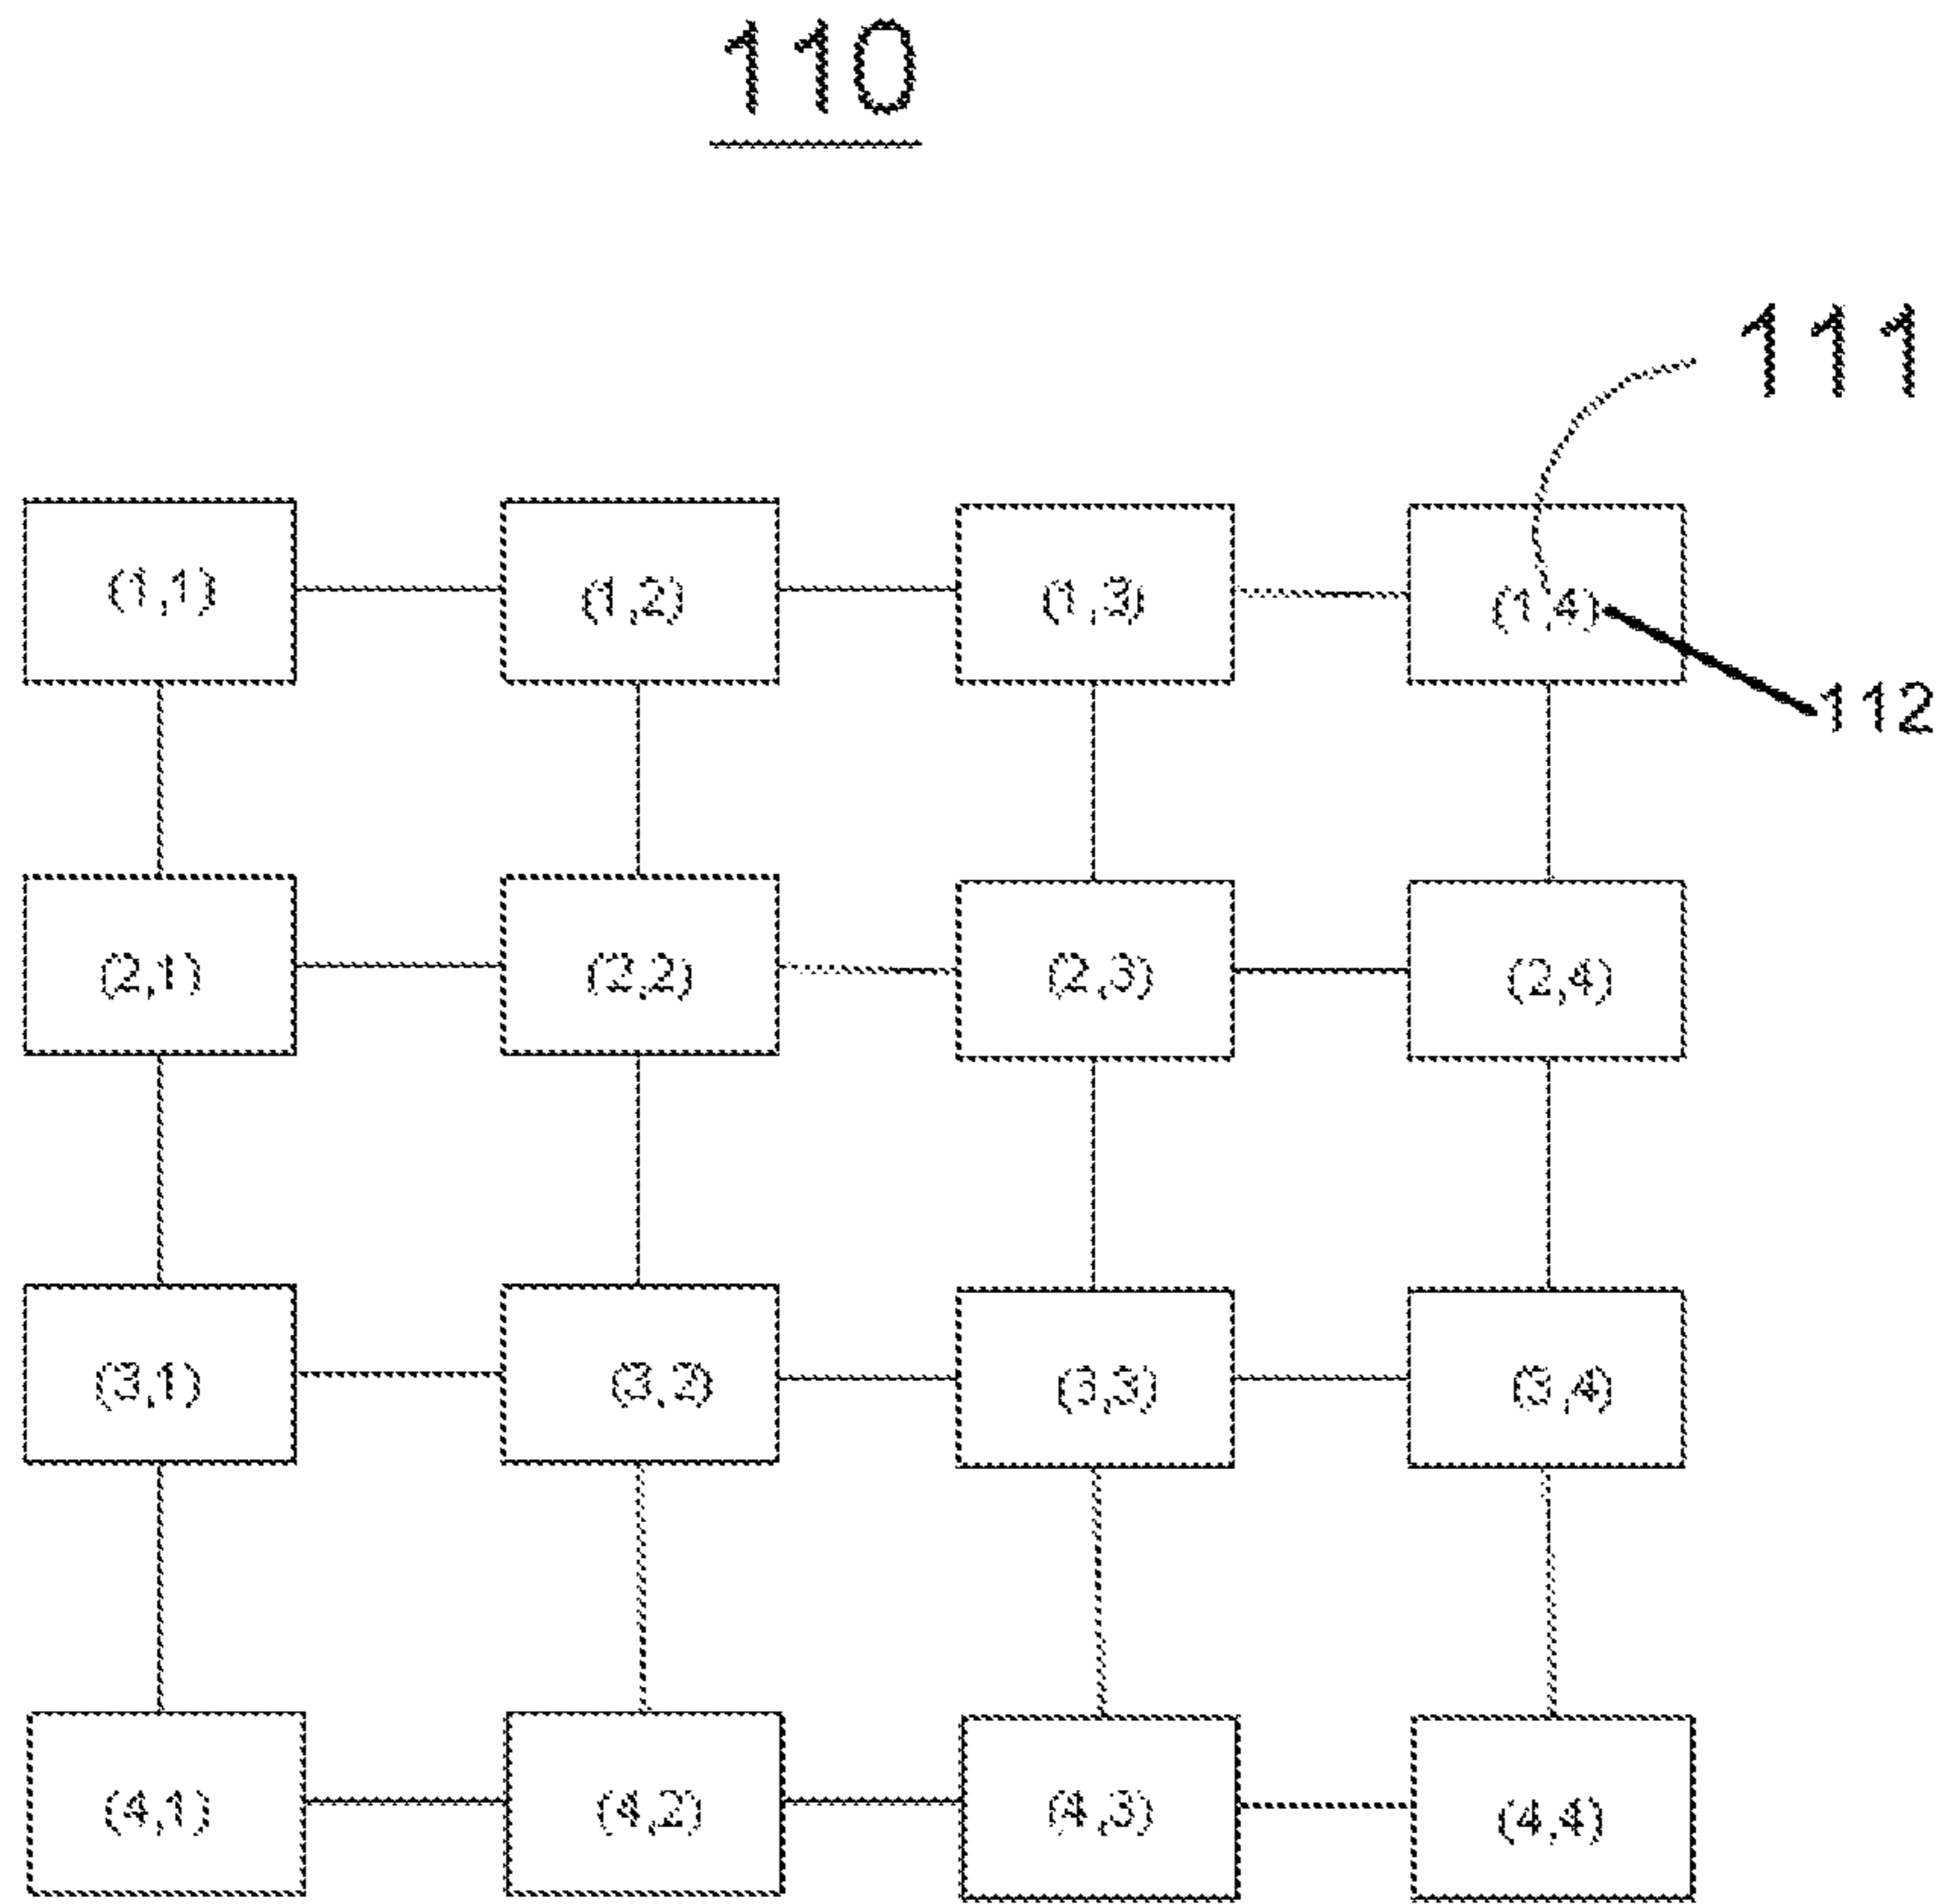 110
111
(1,1) (1,2) (1,3) (1,4)
112
(2,1) (2,2) (2,3) (2,4)
(3,1) (3,2) (3,3) (3,4)
(4,1) (4,2) (4,3) (4,4)